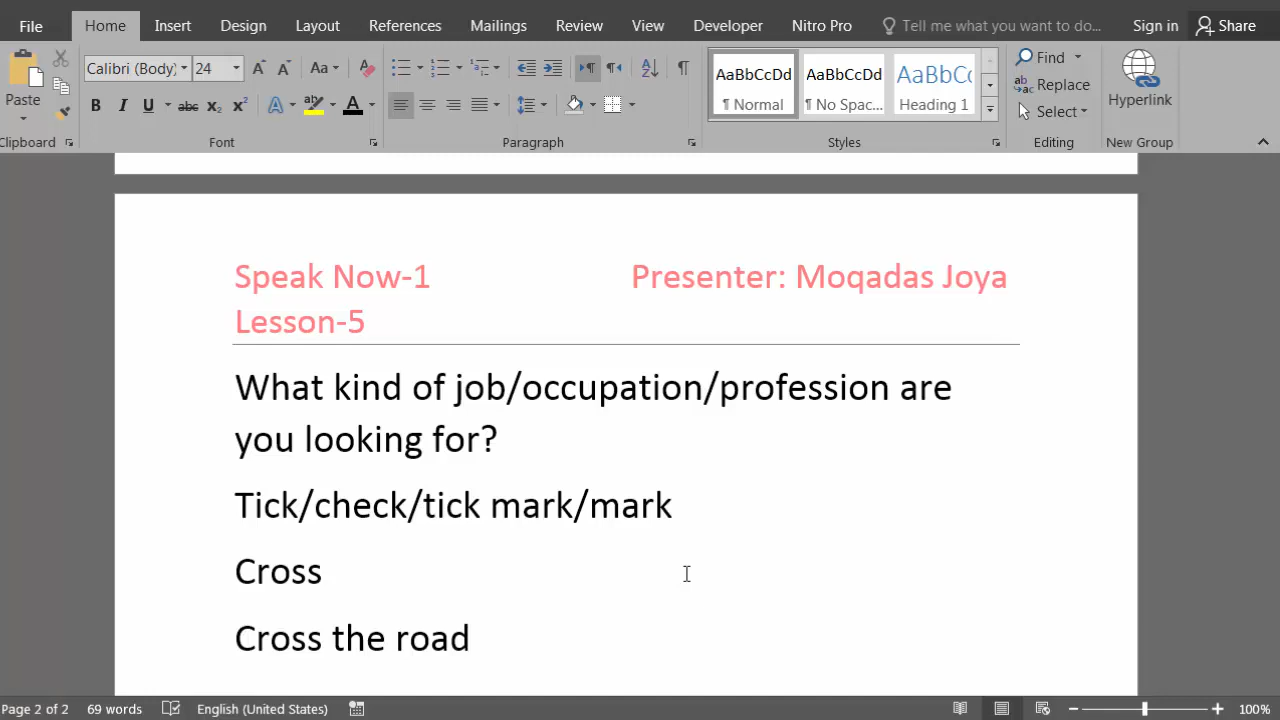 File Home Insert Design Layout References Mailings Review View Developer Nitro Pro Tell me what you want to do... Sign in Share
Calibri (Body) 24 Aa AaBbCcDd AaBbCcDd AaBbCc Find
Paste Replace
B I U abc X₂ X² A A ¶ Normal ¶ No Spac... Heading 1 Select Hyperlink
Clipboard Font Paragraph Styles Editing New Group
Speak Now-1 Presenter: Moqadas Joya
Lesson-5
What kind of job/occupation/profession are
you looking for?
Tick/check/tick mark/mark
Cross
Cross the road
Page 2 of 2 69 words English (United States) 100%